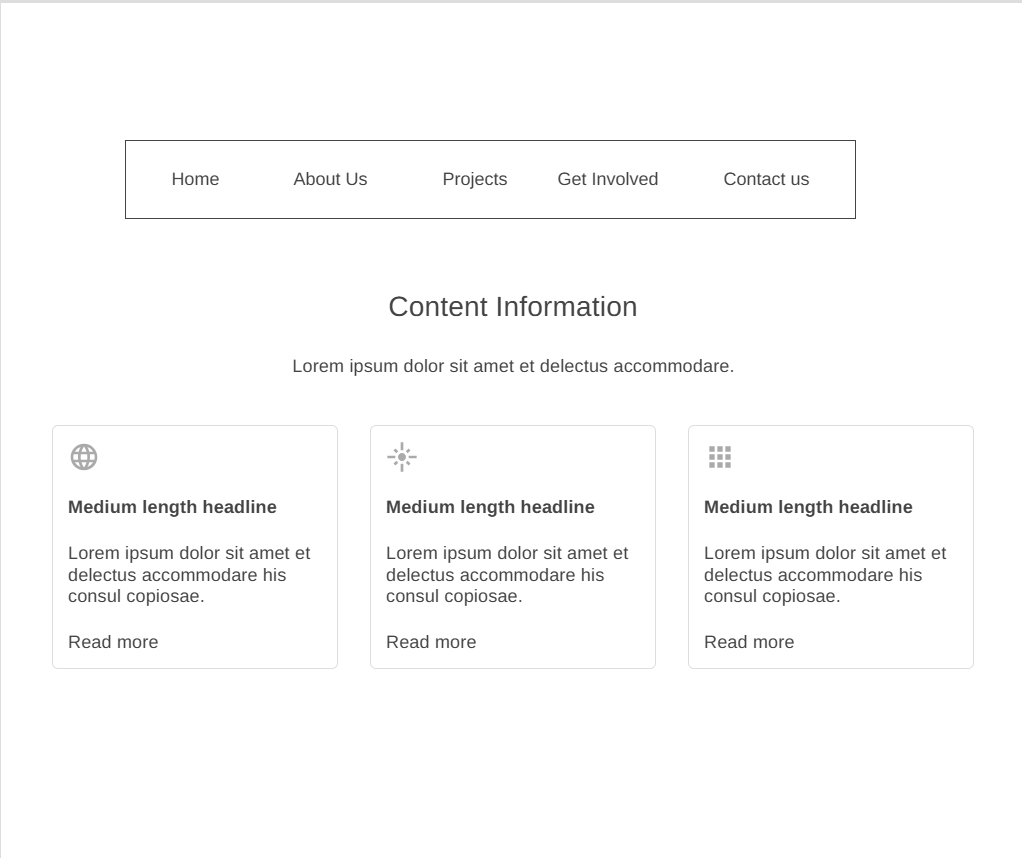 Home About Us Projects Get Involved Contact us
Content Information
Lorem ipsum dolor sit amet et delectus accommodare.
Medium length headline
Lorem ipsum dolor sit amet et
delectus accommodare his
consul copiosae.
Read more
Medium length headline
Lorem ipsum dolor sit amet et
delectus accommodare his
consul copiosae.
Read more
Medium length headline
Lorem ipsum dolor sit amet et
delectus accommodare his
consul copiosae.
Read more